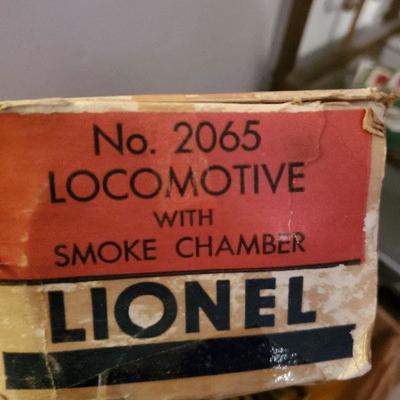 No. 2065
LOCOMOTIVE
WITH
SMOKE CHAMBER
LIONEL